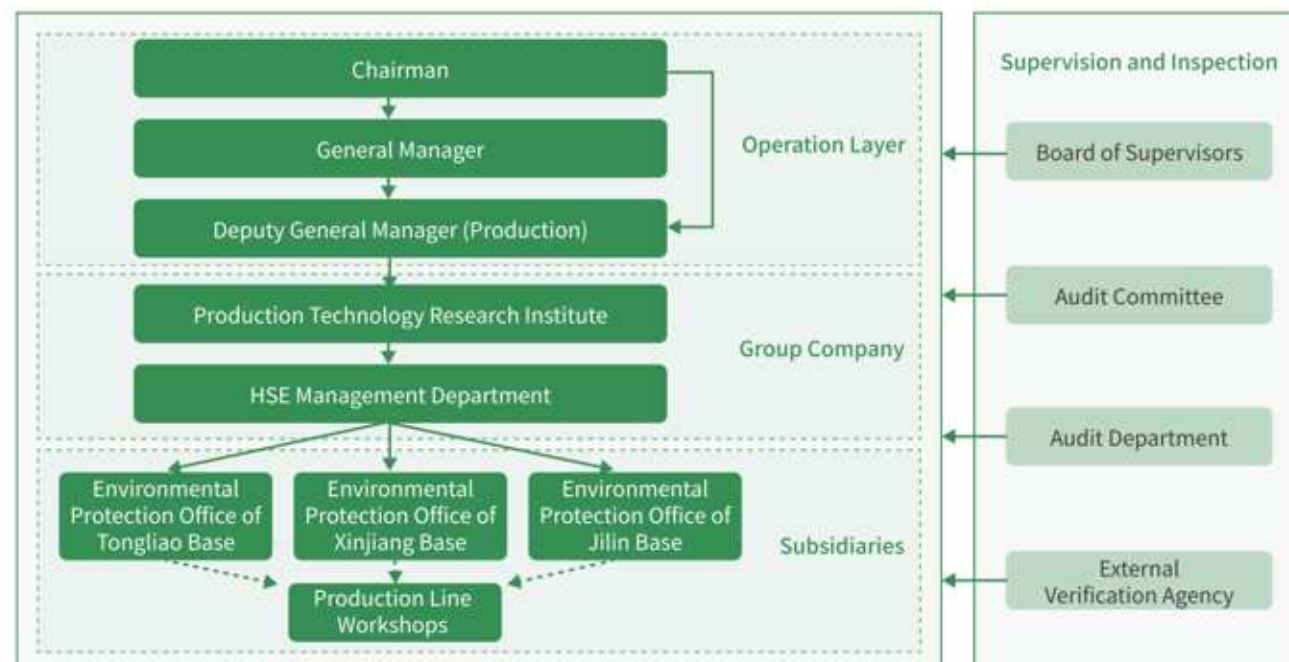 Chairman
General Manager
Operation Layer
Deputy General Manager (Production)
Production Technology Research Institute
Group Company
HSE Management Department
Environmental
Protection Office of
Tongliao Base
Environmental
Protection Office of
Xinjiang Base
Environmental
Protection Office of
Jilin Base
Subsidiaries
Production Line
Workshops
Supervision and Inspection
Board of Supervisors
Audit Committee
Audit Department
External
Verification Agency